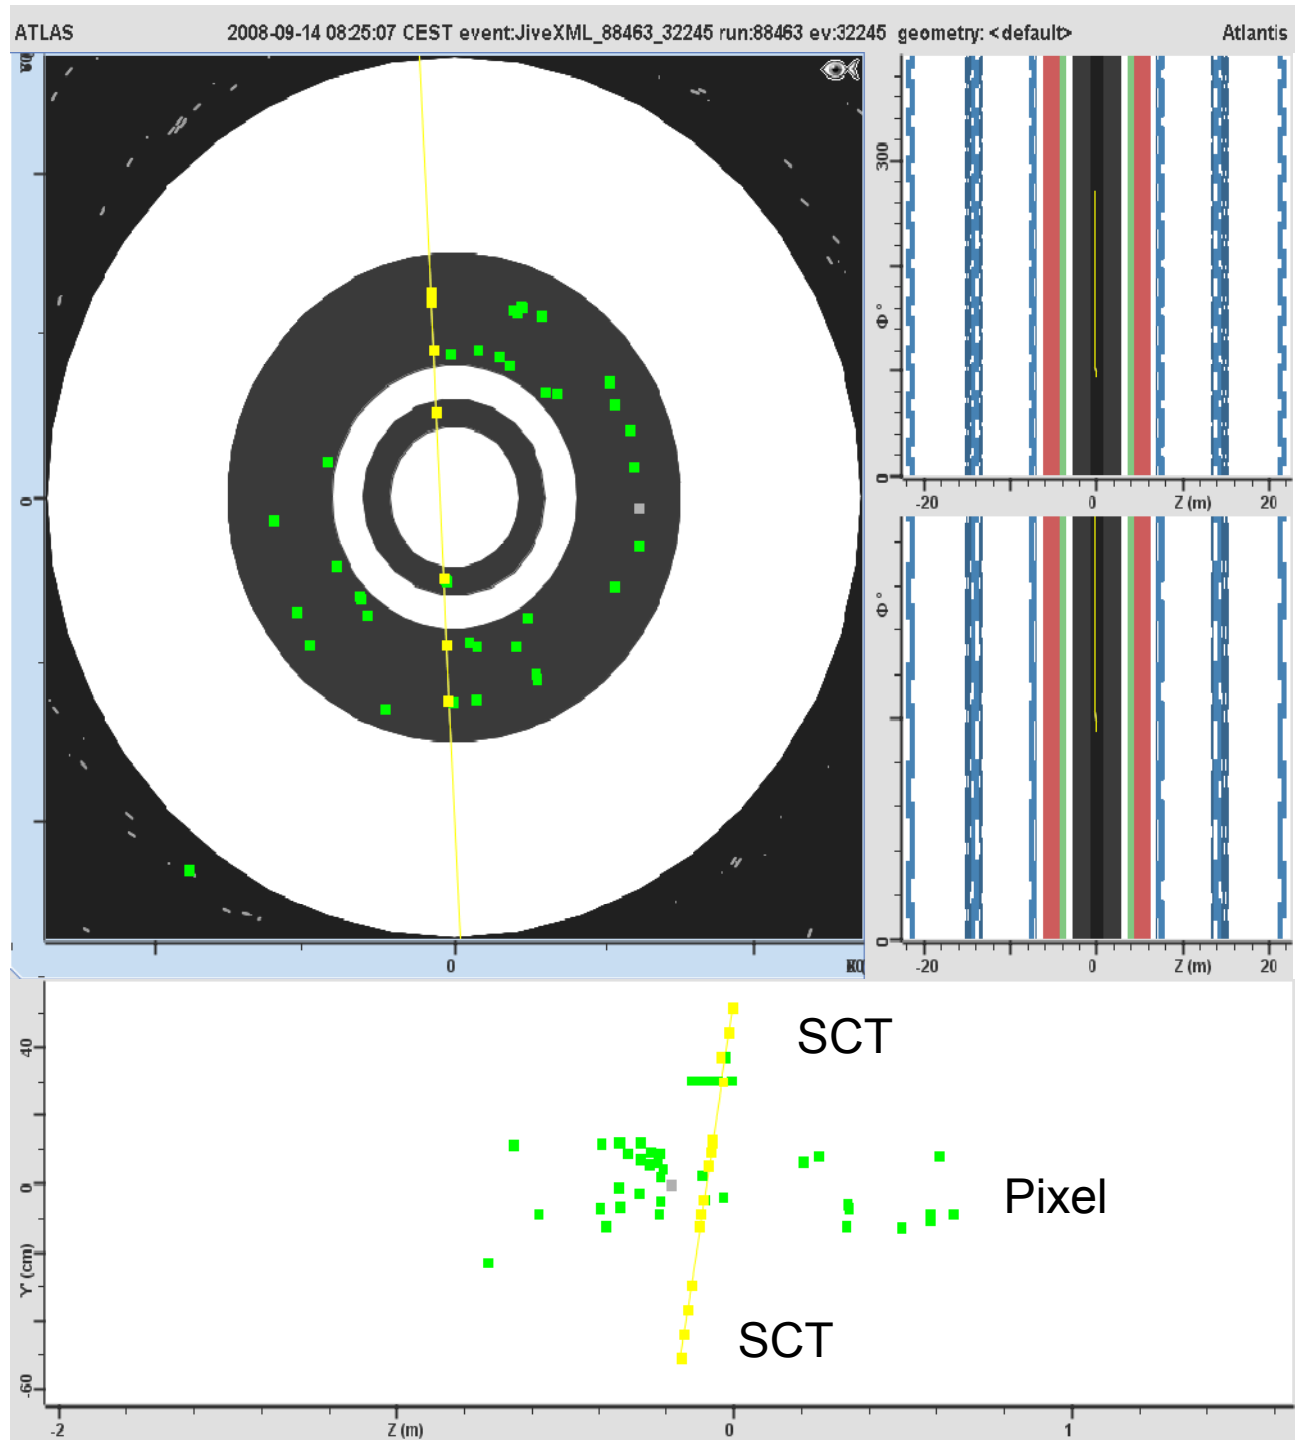 ATLAS 2008-09-14 08:25:07 CEST event:JiveXML_88463_32245 run:88463 ev:32245 geometry: <default> Atlantis
0
0
300
Φ °
0
-20 0 Z (m) 20
Φ °
0
-20 0 Z (m) 20
SCT
40
Pixel
0
Y' (cm)
SCT
-60
-2 Z (m) 0 1